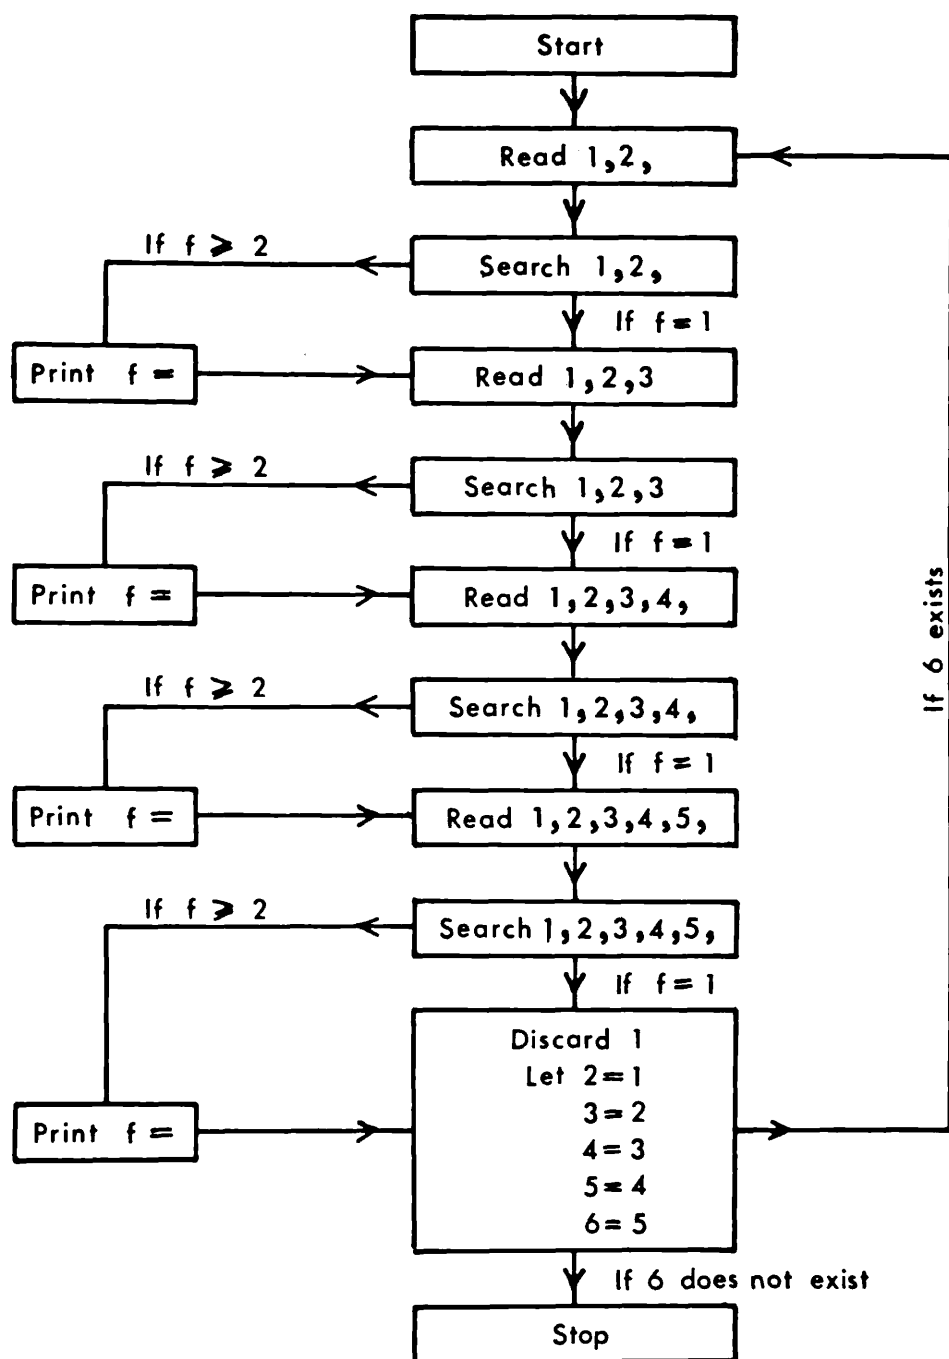 Start
Read 1,2,
If f ⩾ 2
Search 1,2,
If f = 1
Print f =
Read 1,2,3
If f ⩾ 2
Search 1,2,3
If f = 1
Print f =
Read 1,2,3,4,
If 6 exists
If f ⩾ 2
Search 1,2,3,4,
If f = 1
Print f =
Read 1,2,3,4,5,
If f ⩾ 2
Search 1,2,3,4,5,
If f = 1
Discard 1
Let 2=1
3=2
Print f =
4=3
5=4
6=5
If 6 does not exist
Stop